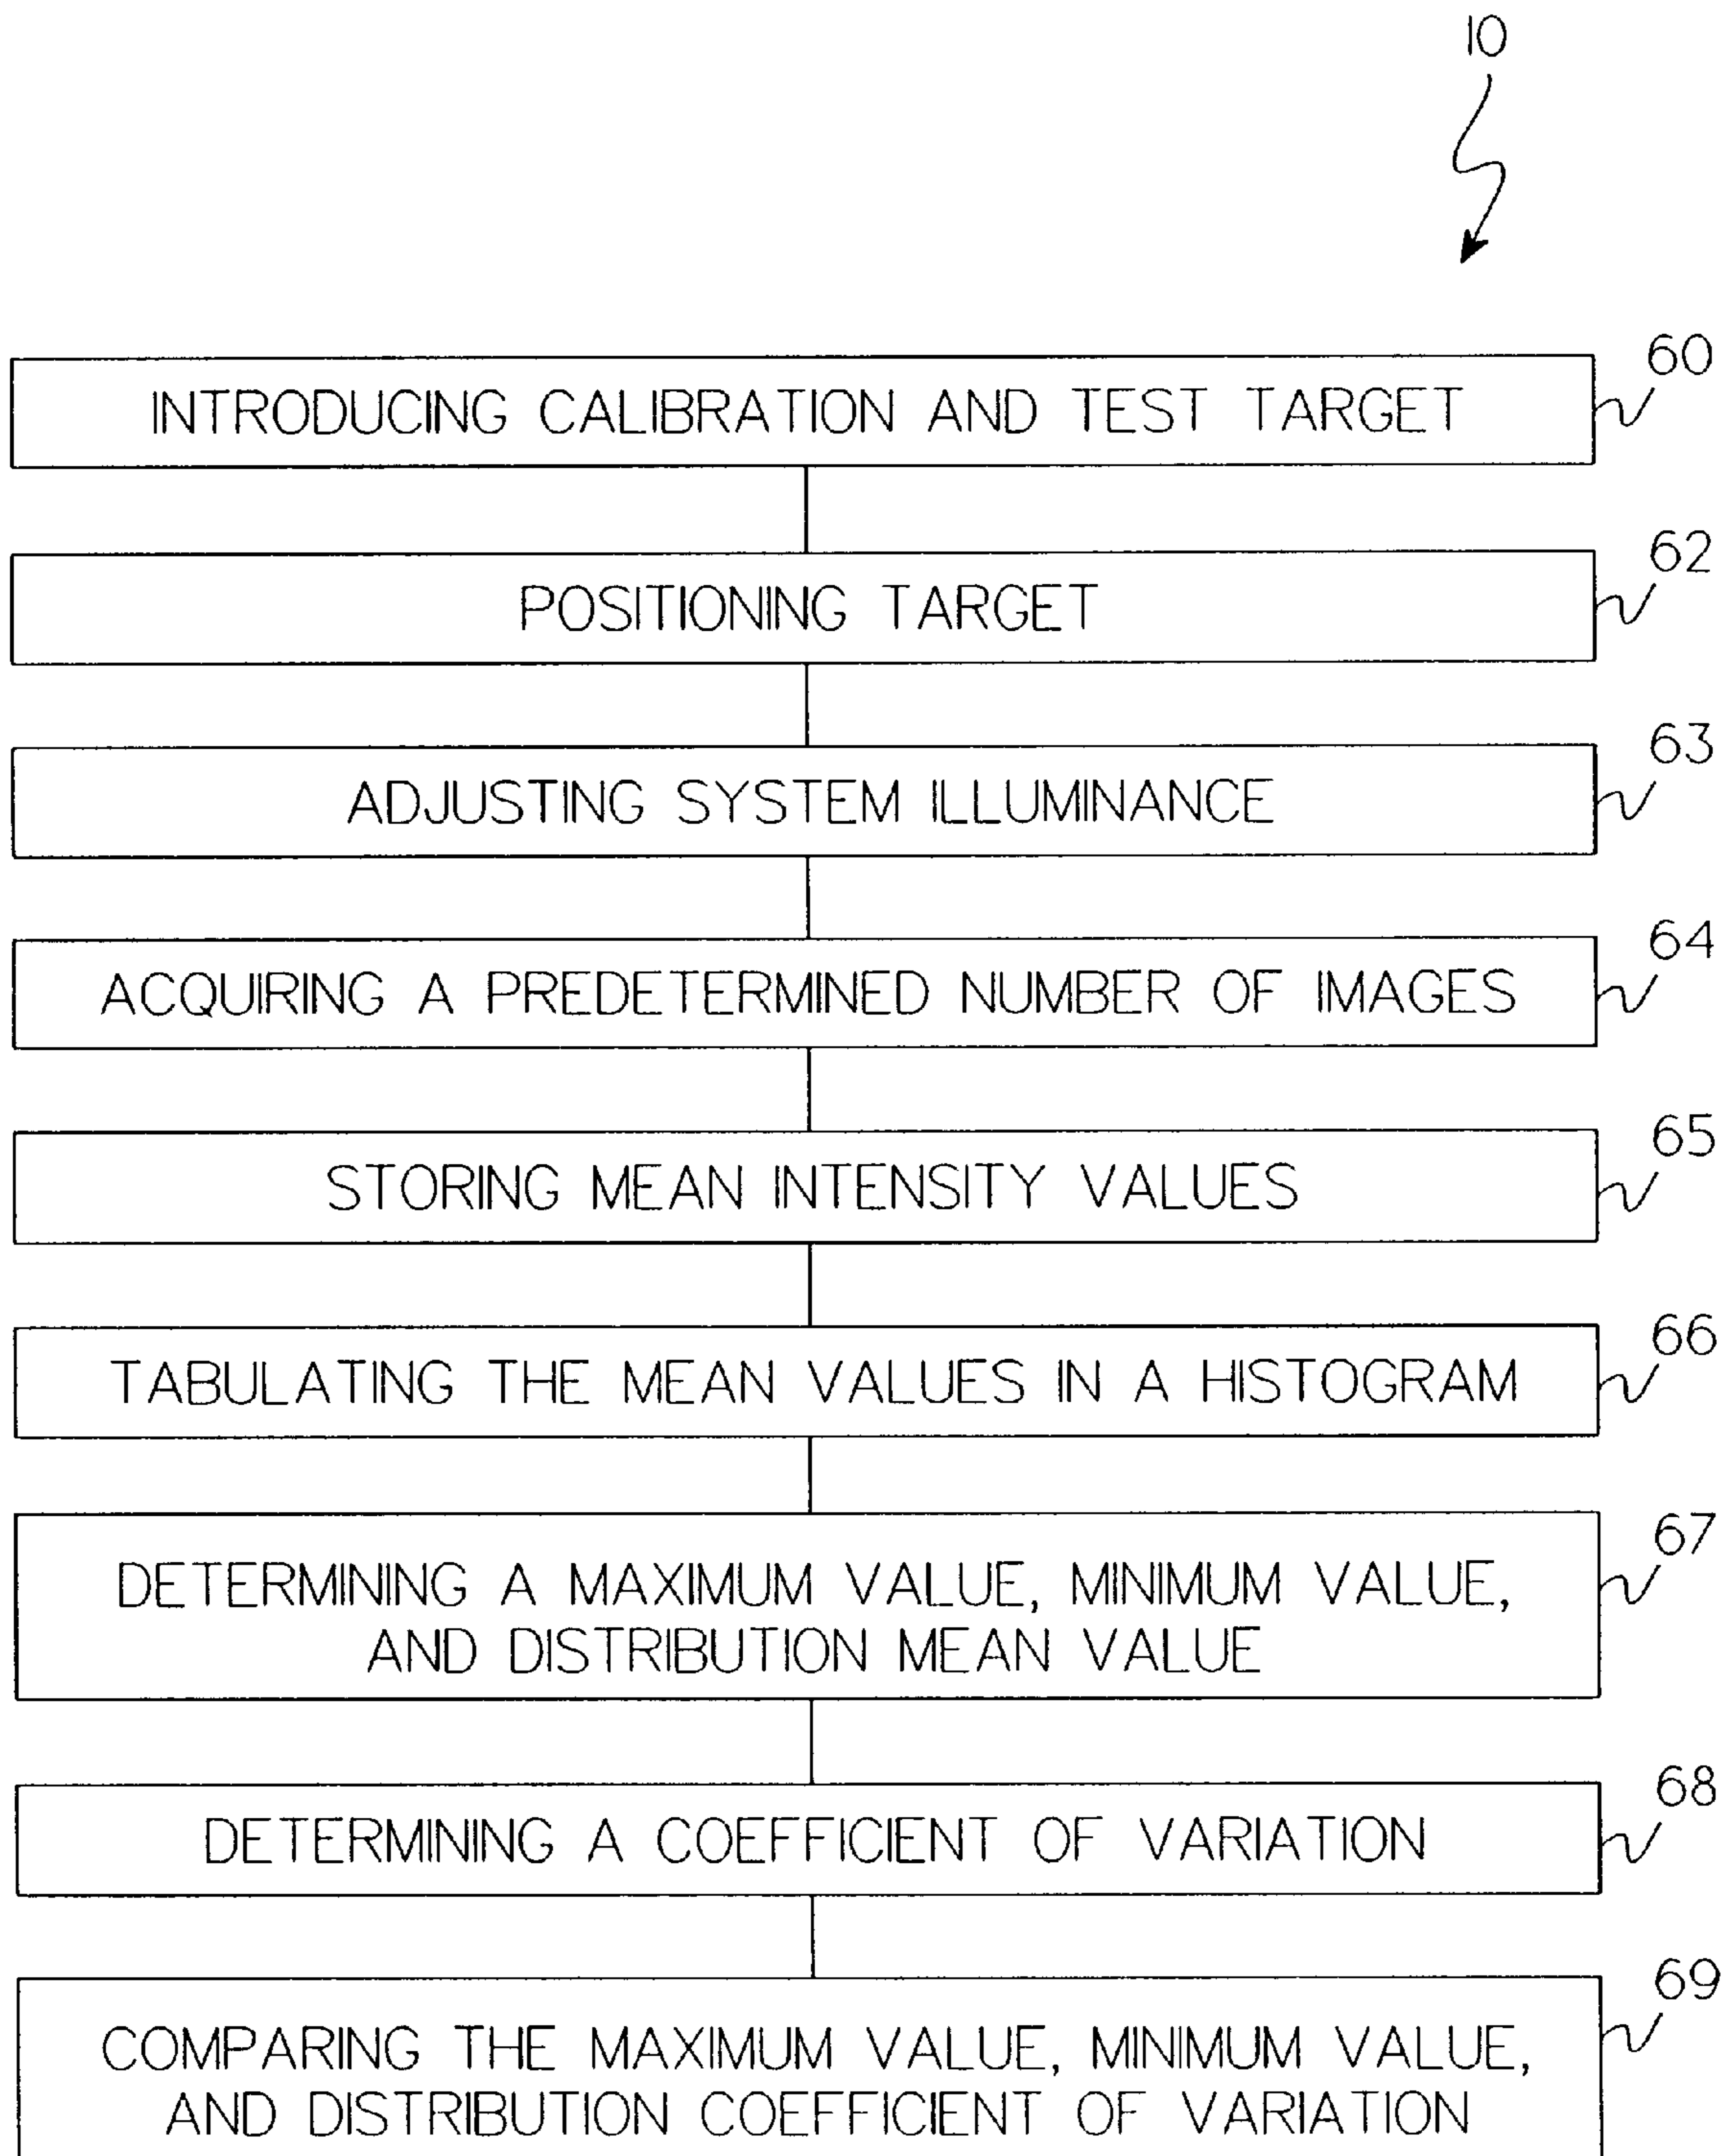 10
INTRODUCING CALIBRATION AND TEST TARGET
60
POSITIONING TARGET
62
ADJUSTING SYSTEM ILLUMINANCE
63
ACQUIRING A PREDETERMINED NUMBER OF IMAGES
64
STORING MEAN INTENSITY VALUES
65
TABULATING THE MEAN VALUES IN A HISTOGRAM
66
DETERMINING A MAXIMUM VALUE, MINIMUM VALUE,
AND DISTRIBUTION MEAN VALUE
67
DETERMINING A COEFFICIENT OF VARIATION
68
COMPARING THE MAXIMUM VALUE, MINIMUM VALUE,
AND DISTRIBUTION COEFFICIENT OF VARIATION
69